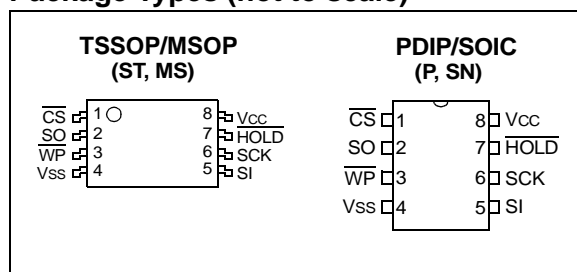 Package Types (not to scale)
TSSOP/MSOP
(ST, MS)
CS 1 8 VCC
SO 2 7 HOLD
WP 3 6 SCK
VSS 4 5 SI
PDIP/SOIC
(P, SN)
CS 1 8 VCC
SO 2 7 HOLD
WP 3 6 SCK
VSS 4 5 SI